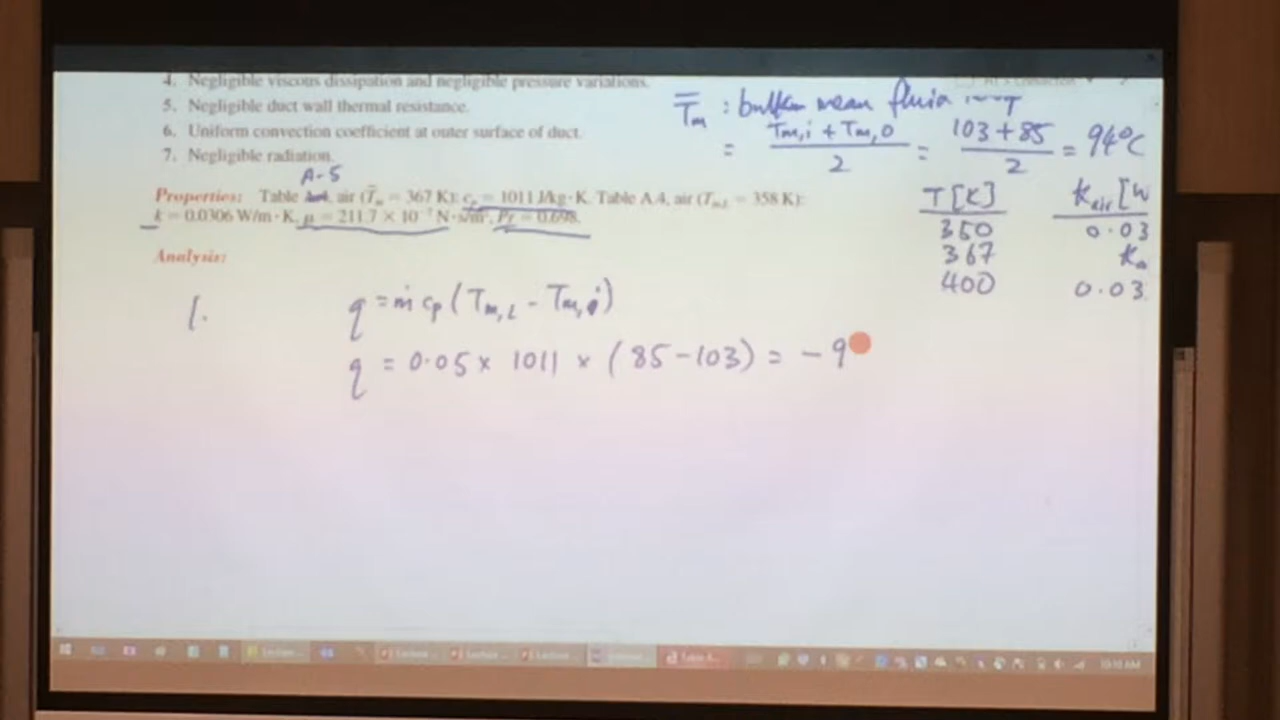 4. Negligible viscous dissipation and negligible pressure variations.
5. Negligible duct wall thermal resistance.
6. Uniform convection coefficient at outer surface of duct.
7. Negligible radiation.
A-5
Properties: Table air (T̄m = 367 K): cp = 1011 J/kg · K. Table A.4, air (Tm,L = 358 K):
k = 0.0306 W/m · K, μ = 211.7 × 10⁻⁷ N · s/m², Pr = 0.698.
Analysis:
T̄m : mean fluid
= Tm,i + Tm,o / 2 = 103 + 85 / 2 = 94°C
T[K] Kair [W
350 0.03
367
400 0.03
1. q = ṁ cp (Tm,L - Tm,i)
q = 0.05 × 1011 × (85 - 103) = - 9
10:10 AM